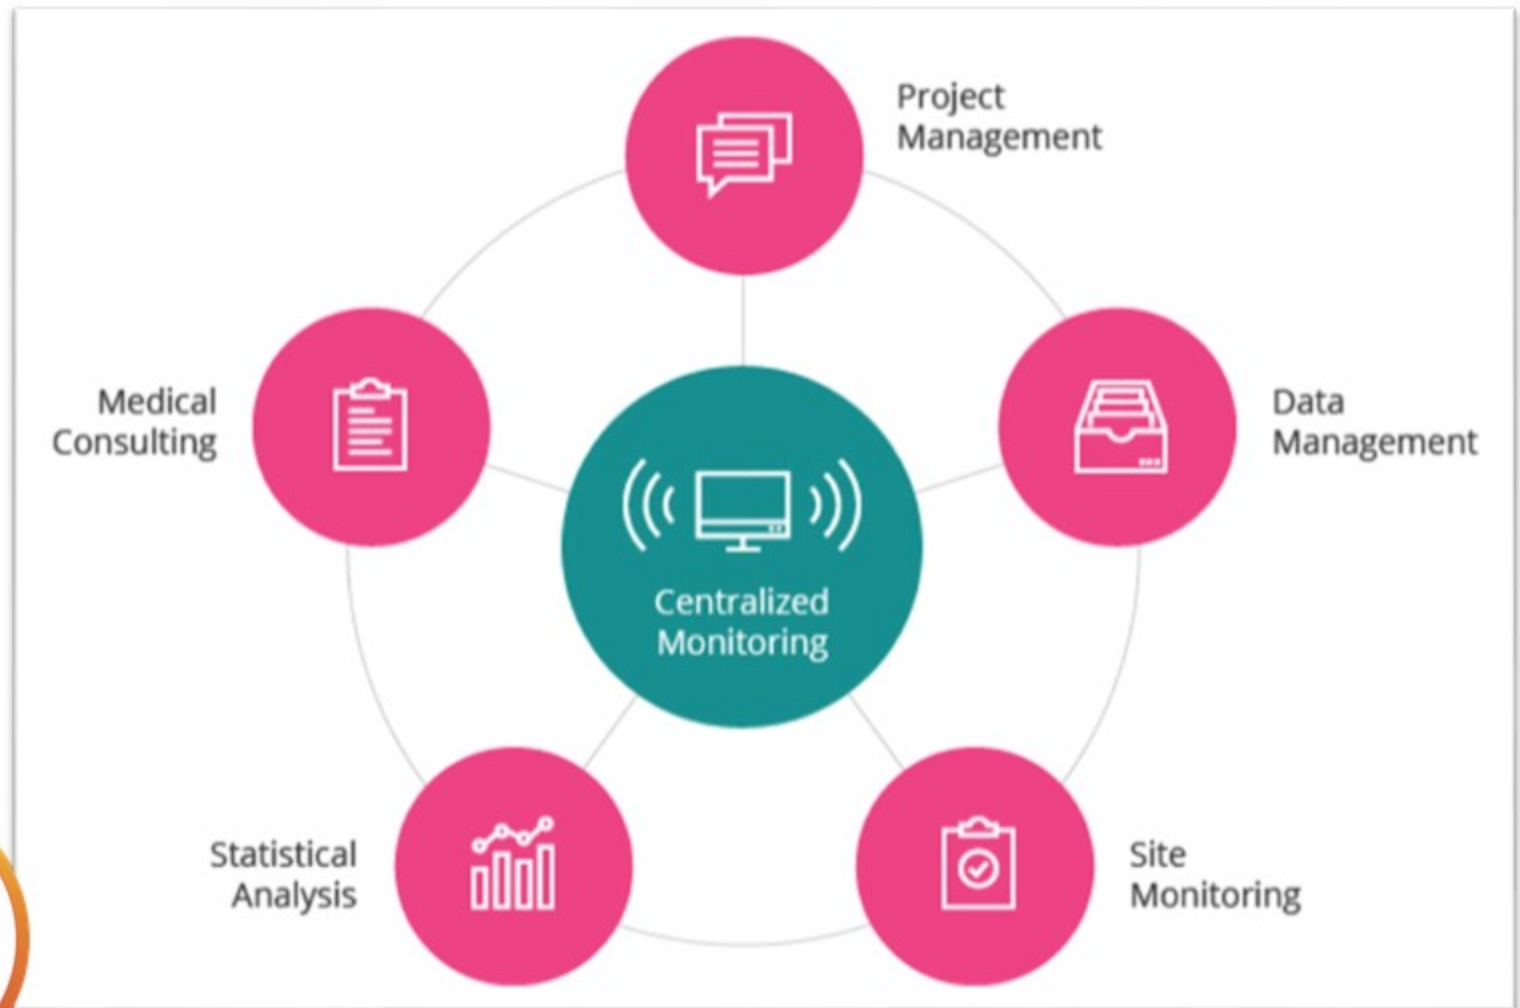 Project
Management
Medical
Consulting
Data
Management
Centralized
Monitoring
Statistical
Analysis
Site
Monitoring